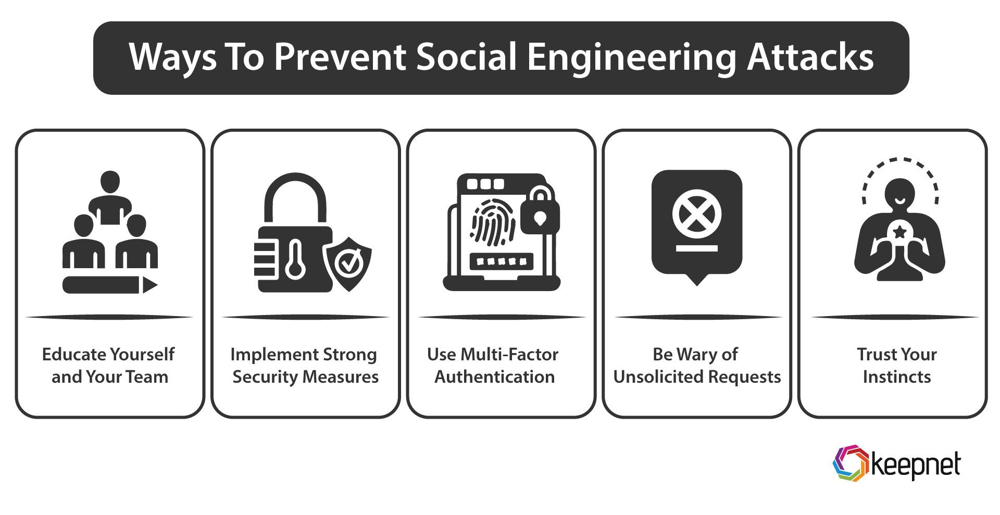 Ways To Prevent Social Engineering Attacks
Educate Yourself
and Your Team
Implement Strong
Security Measures
Use Multi-Factor
Authentication
Be Wary of
Unsolicited Requests
Trust Your
Instincts
keepnet